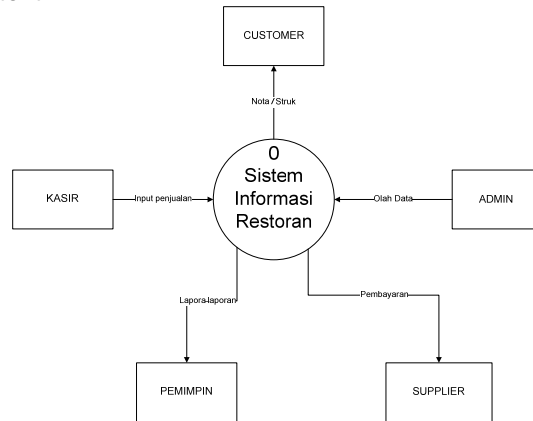 CUSTOMER
Nota / Struk
0
Sistem
Informasi
Restoran
KASIR
Input penjualan
Olah Data
ADMIN
Lapora-laporan
Pembayaran
PEMIMPIN
SUPPLIER